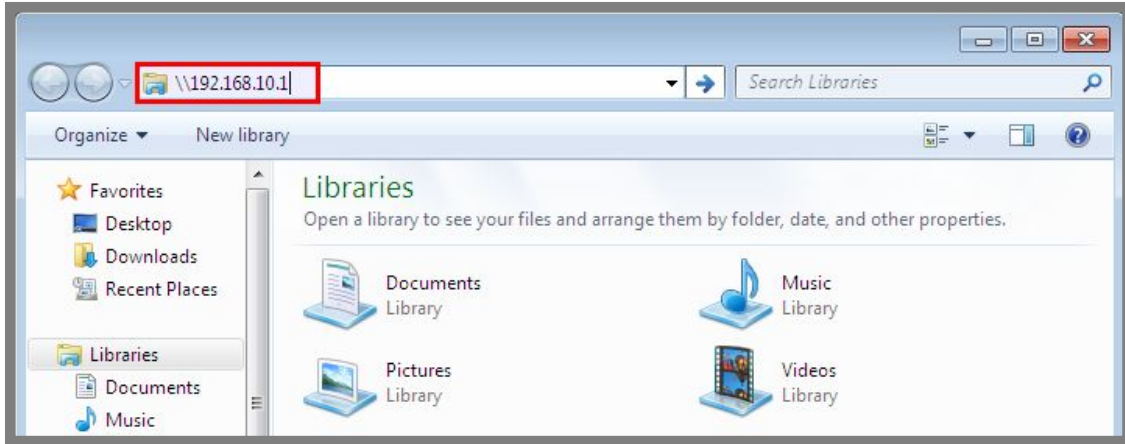 \\192.168.10.1
Search Libraries
Organize New library
Favorites
Desktop
Downloads
Recent Places
Libraries
Documents
Music
Libraries
Open a library to see your files and arrange them by folder, date, and other properties.
Documents
Library
Music
Library
Pictures
Library
Videos
Library